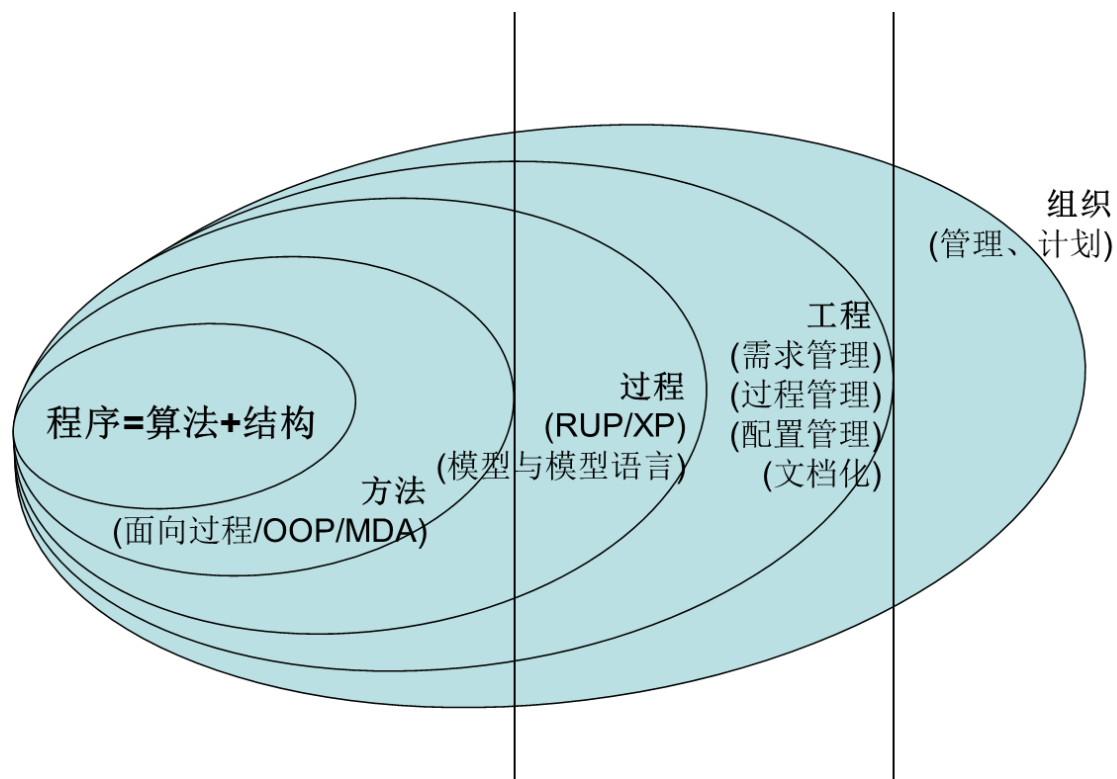 组织
(管理、计划)
工程
(需求管理)
(过程管理)
(配置管理)
(文档化)
过程
(RUP/XP)
(模型与模型语言)
程序=算法+结构
方法
(面向过程/OOP/MDA)